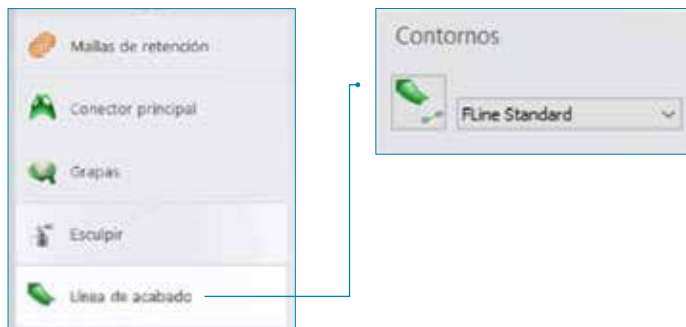 Mallas de retención
Conector principal
Grapas
Esculpir
Línea de acabado
Contornos
FLine Standard